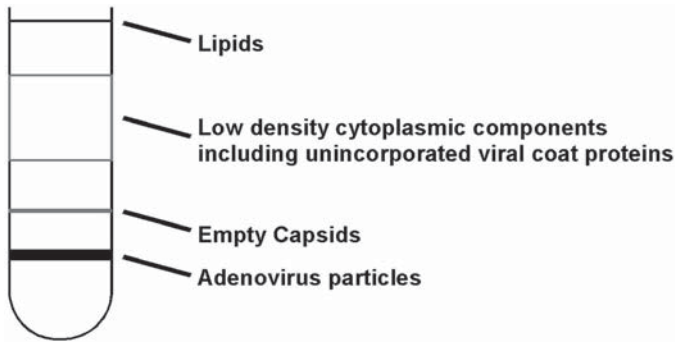 Lipids
Low density cytoplasmic components
including unincorporated viral coat proteins
Empty Capsids
Adenovirus particles